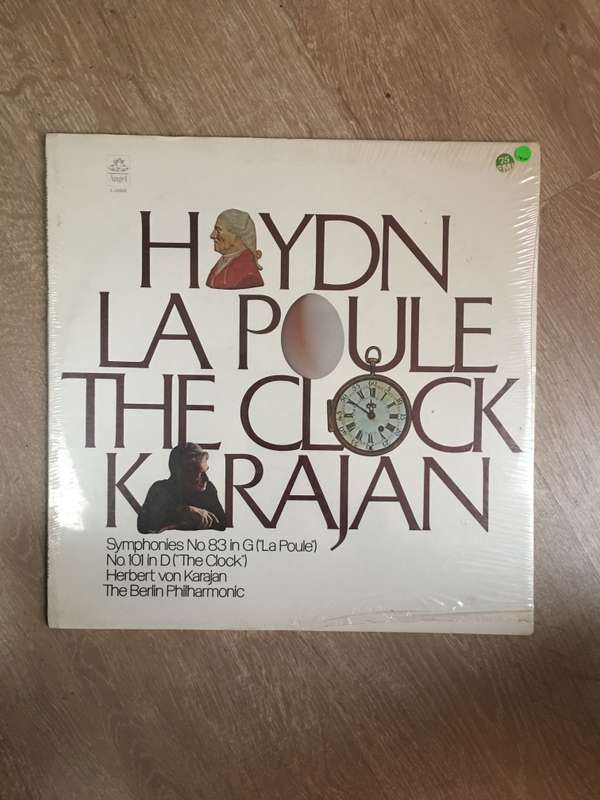 Angel
HAYDN
LA POULE
THE CLOCK
KARAJAN
Symphonies No. 83 in G ("La Poule")
No. 101 in D ("The Clock")
Herbert von Karajan
The Berlin Philharmonic